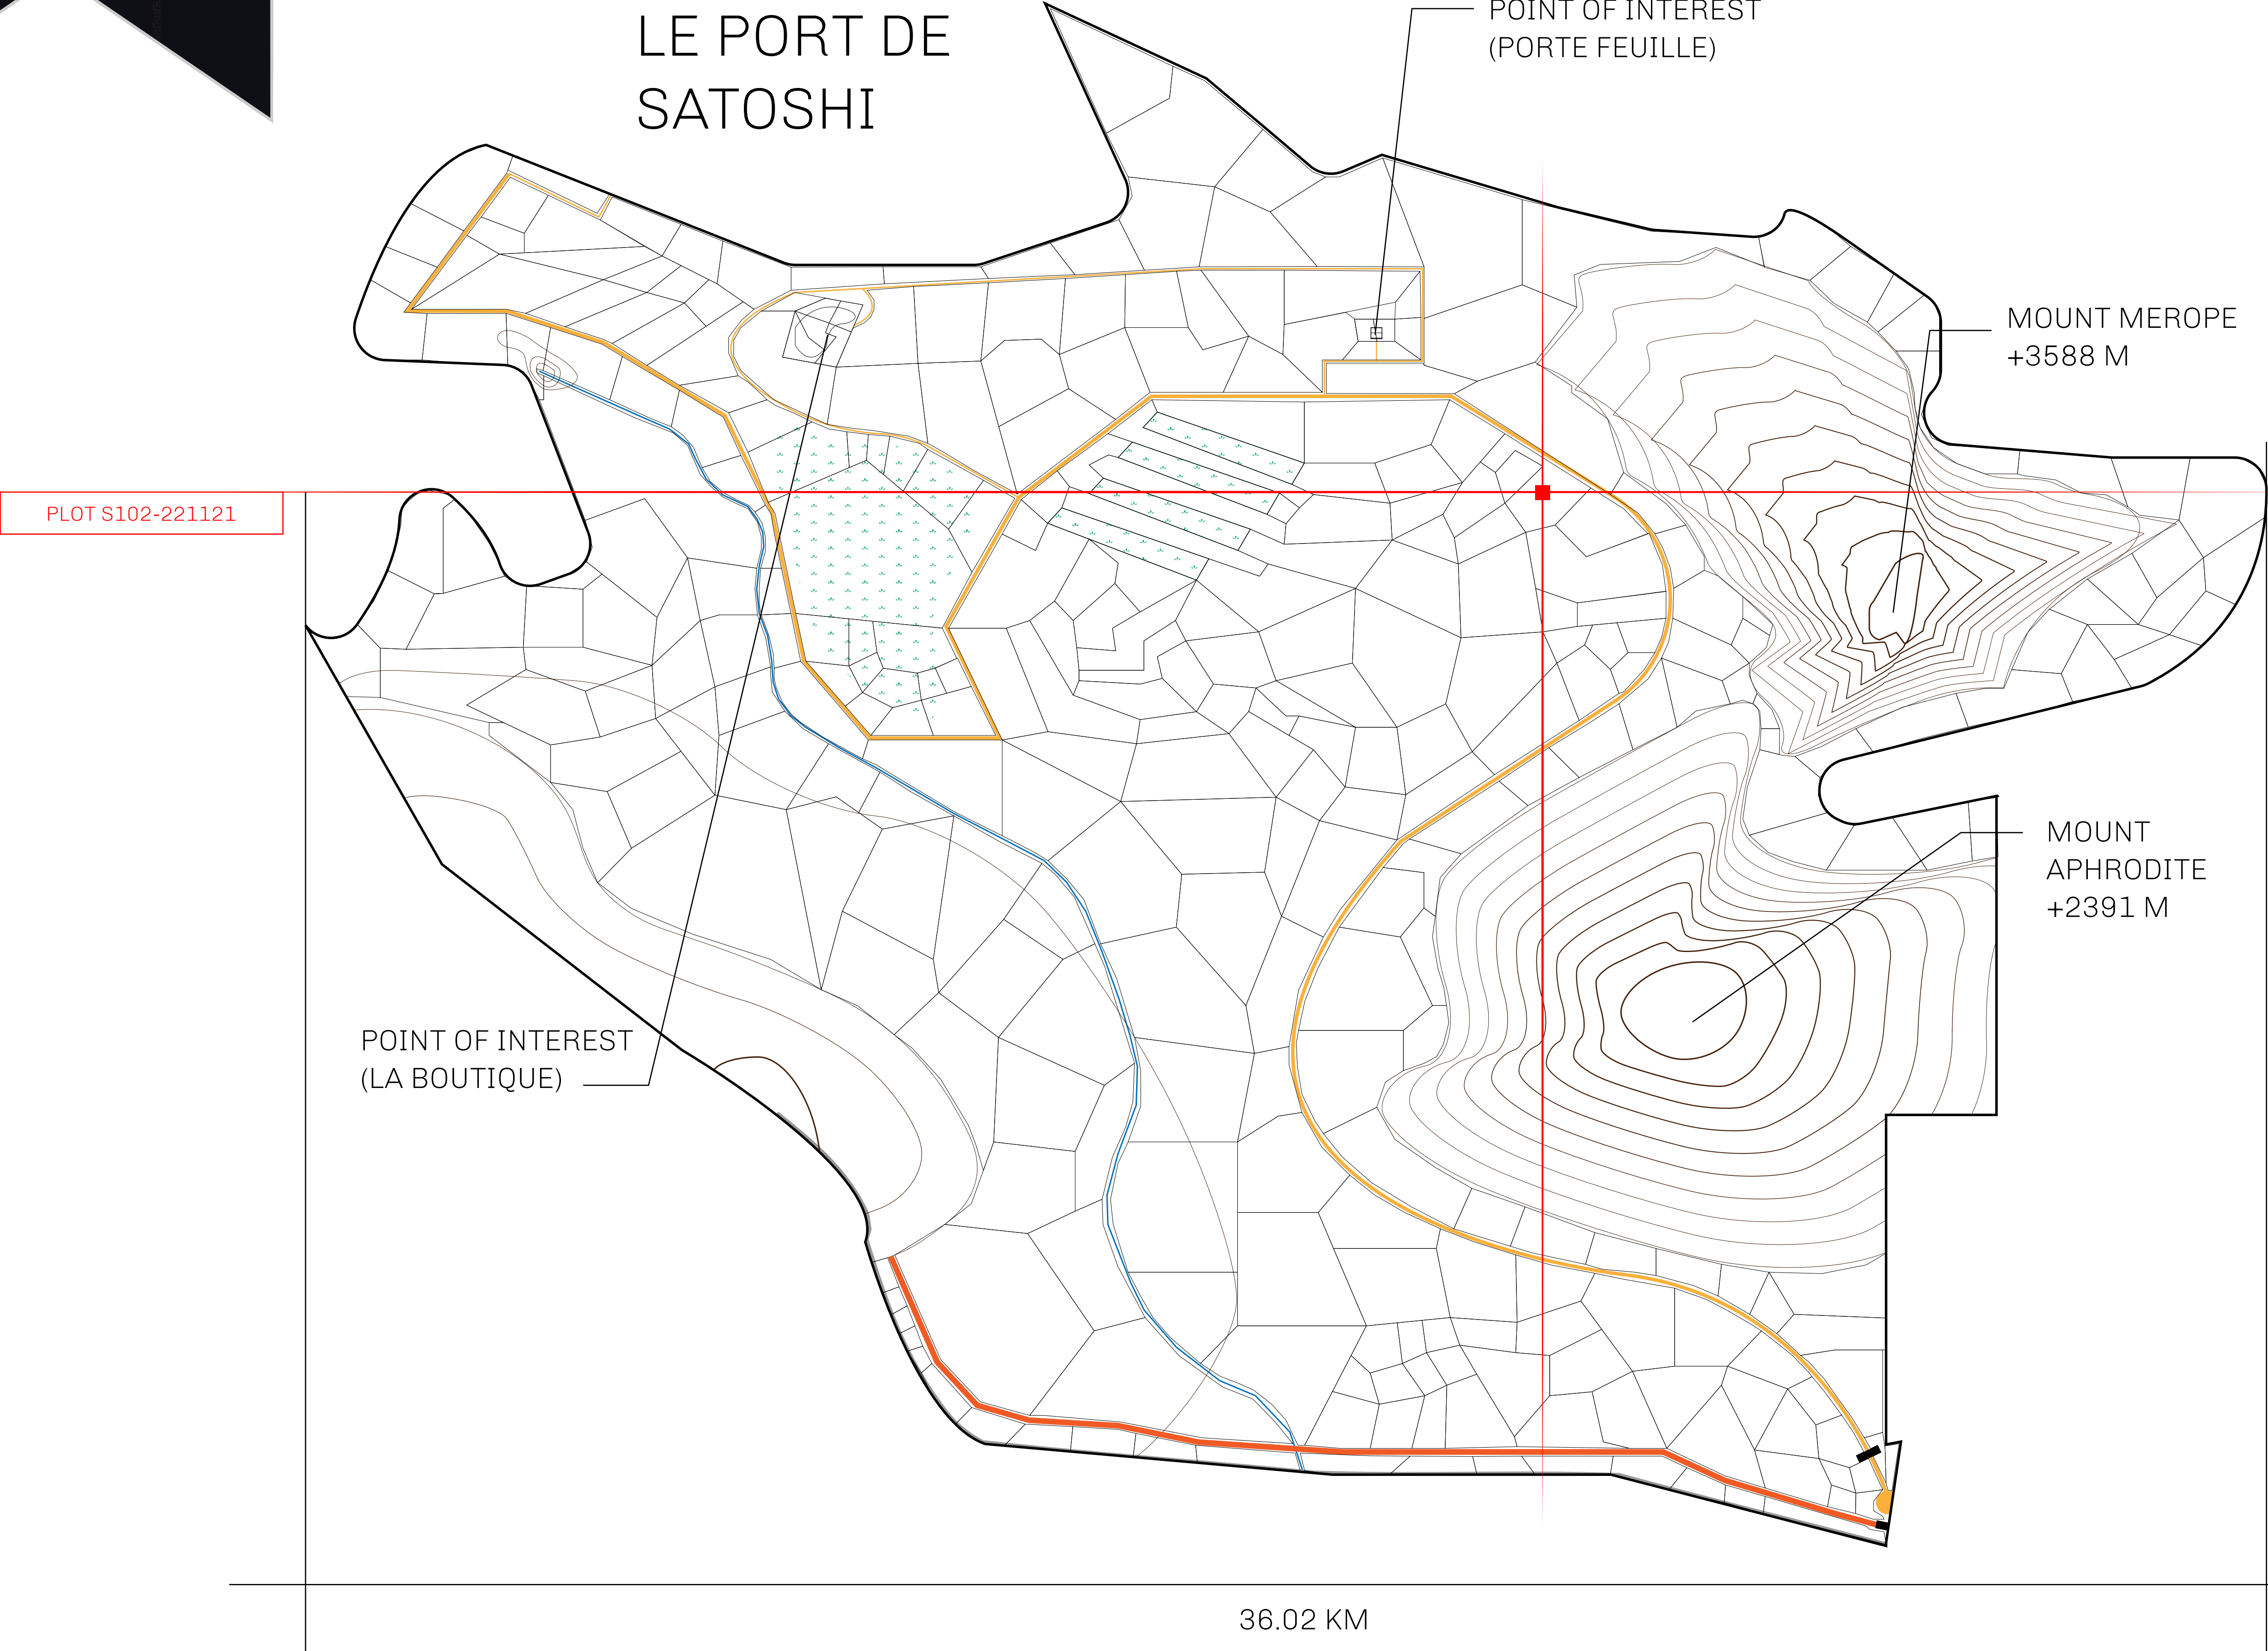 LE PORT DE
SATOSHI
POINT OF INTEREST
(PORTE FEUILLE)
MOUNT MEROPE
+3588 M
PLOT S102-221121
MOUNT
APHRODITE
+2391 M
POINT OF INTEREST
(LA BOUTIQUE)
36.02 KM